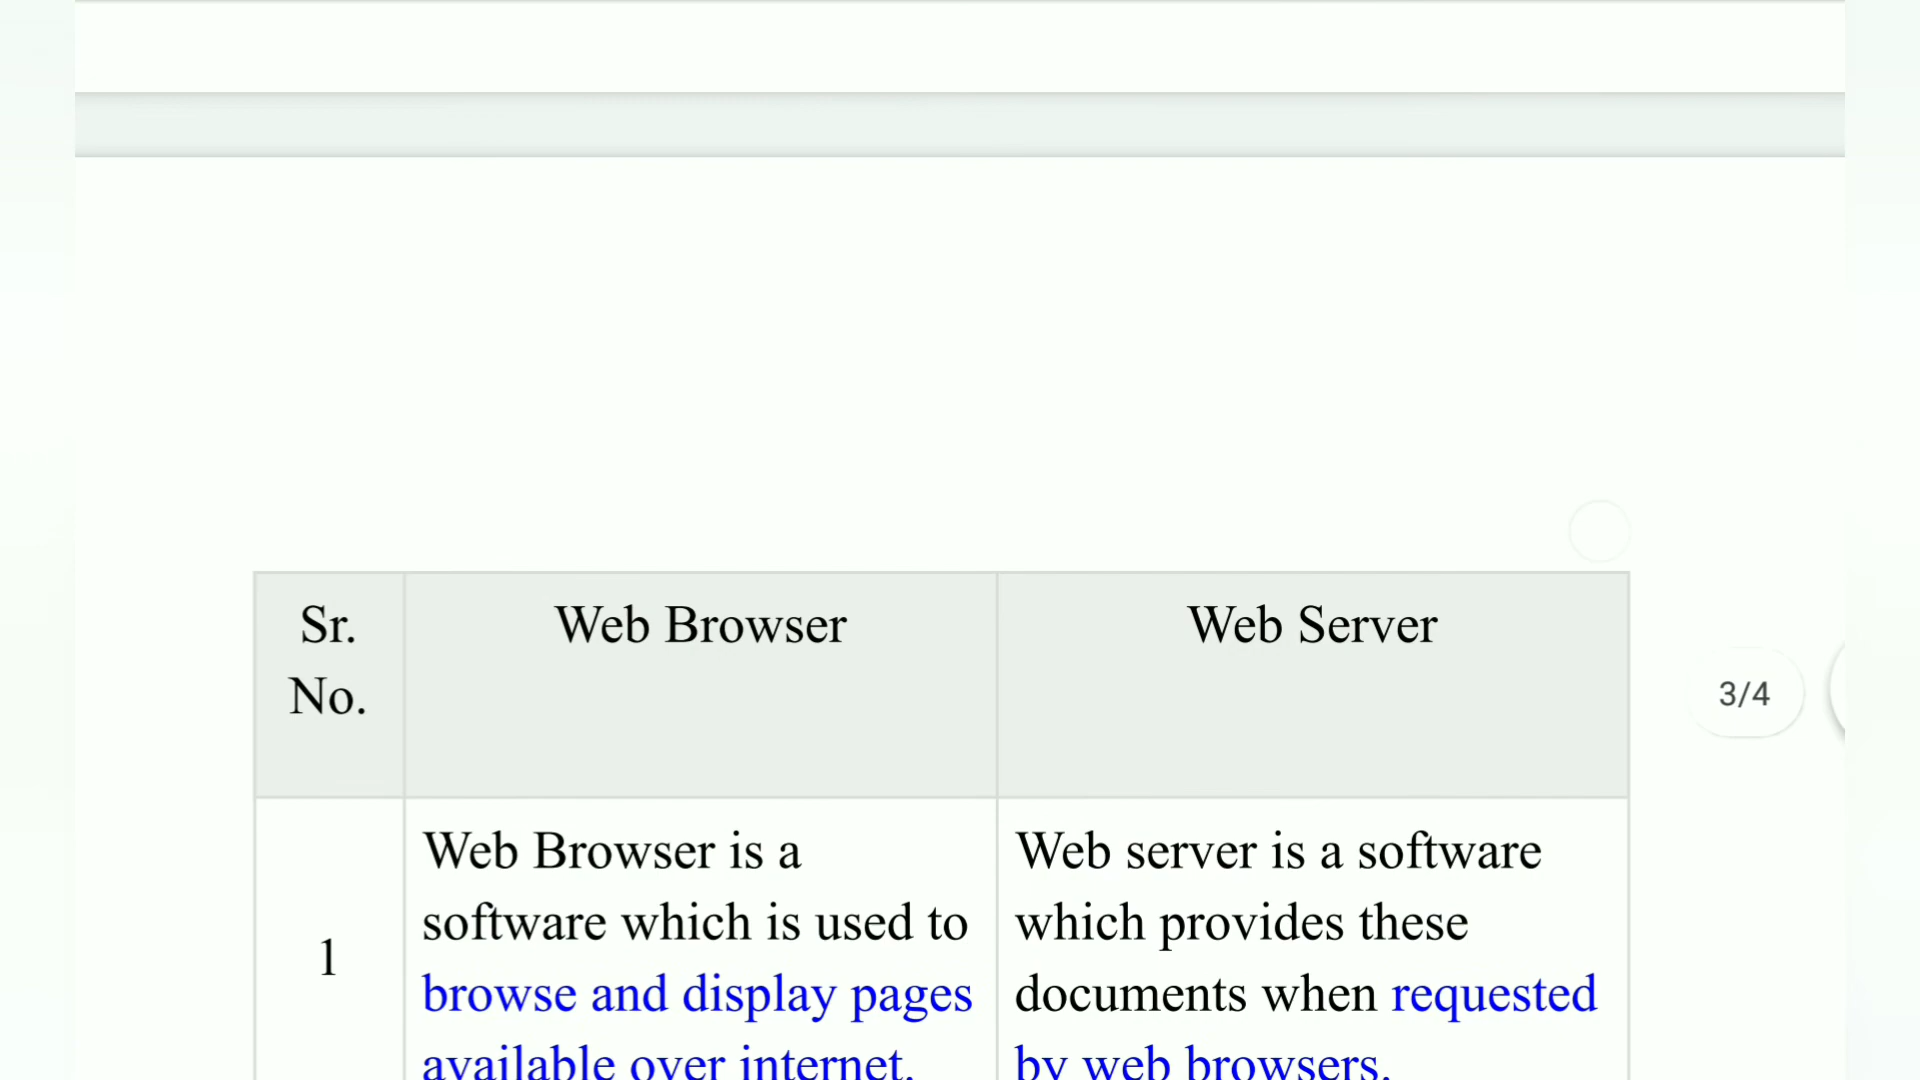 Sr.
No.
Web Browser
Web Server
3/4
1
Web Browser is a
software which is used to
browse and display pages
available over internet.
Web server is a software
which provides these
documents when requested
by web browsers.